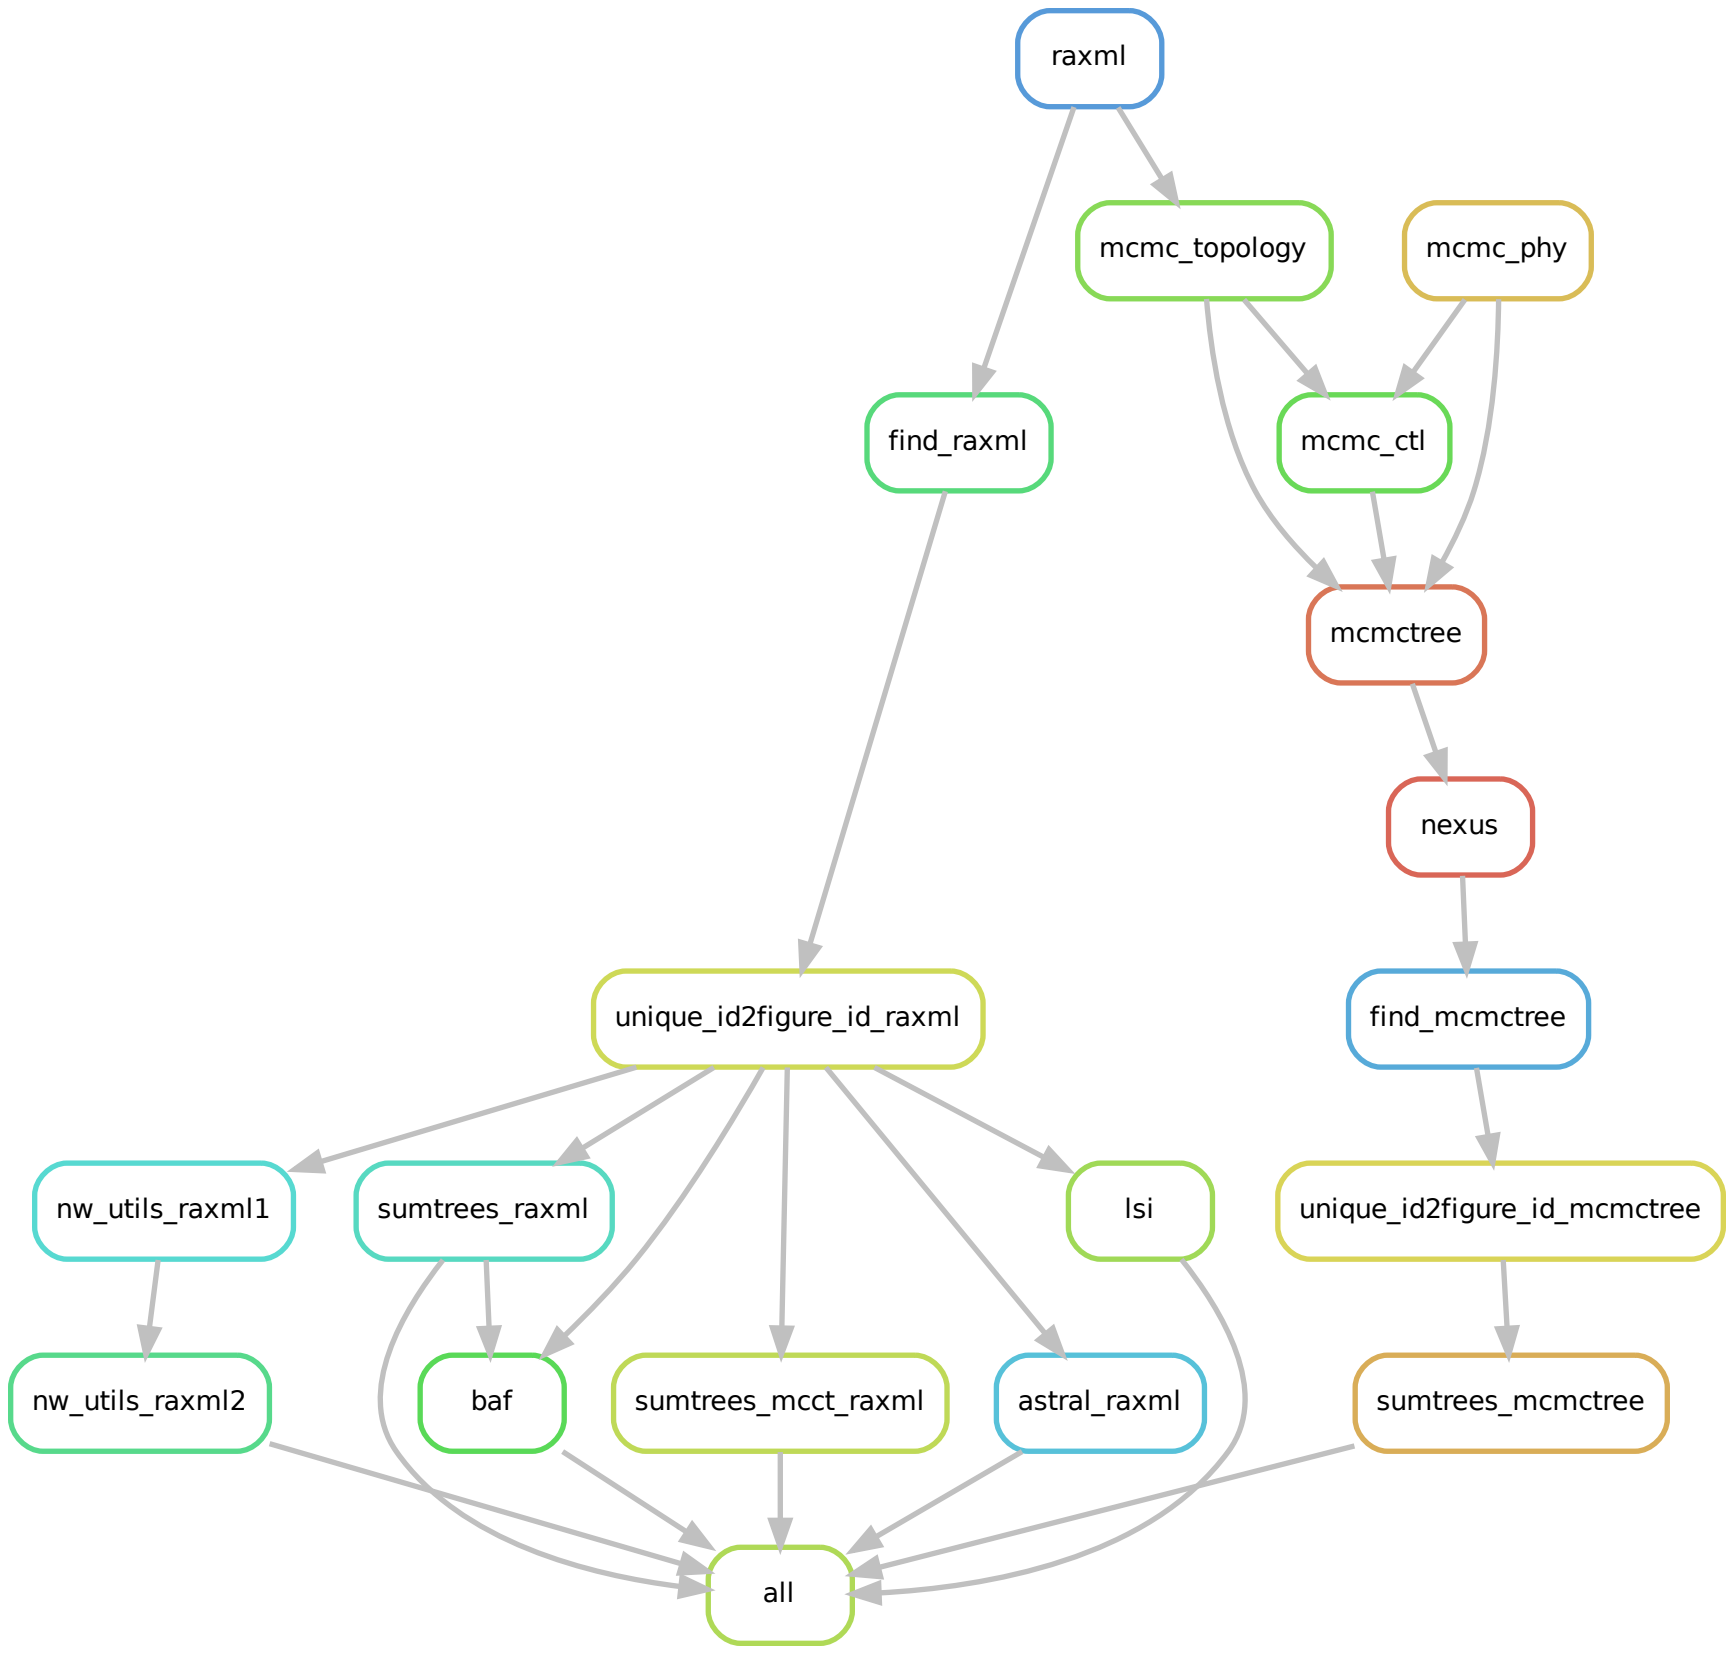 raxml
mcmc_topology
mcmc_phy
find_raxml
mcmc_ctl
mcmctree
nexus
unique_id2figure_id_raxml
find_mcmctree
nw_utils_raxml1
sumtrees_raxml
lsi
unique_id2figure_id_mcmctree
nw_utils_raxml2
baf
sumtrees_mcct_raxml
astral_raxml
sumtrees_mcmctree
all